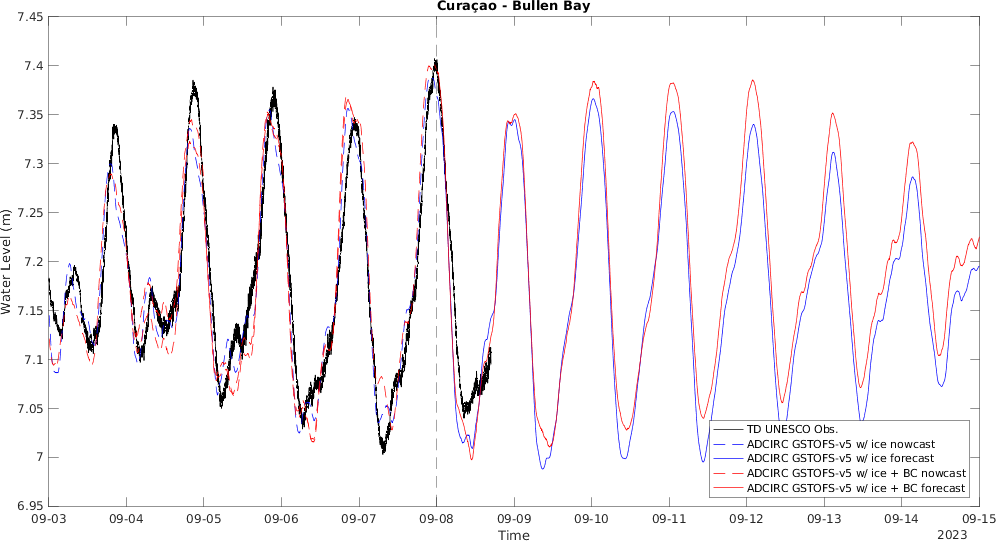 Curaçao - Bullen Bay
7.45
7.4
7.35
7.3
7.25
7.2
7.15
7.1
7.05
7
6.95
Water Level (m)
TD UNESCO Obs.
ADCIRC GSTOFS-v5 w/ ice nowcast
ADCIRC GSTOFS-v5 w/ ice forecast
ADCIRC GSTOFS-v5 w/ ice + BC nowcast
ADCIRC GSTOFS-v5 w/ ice + BC forecast
09-03 09-04 09-05 09-06 09-07 09-08 09-09 09-10 09-11 09-12 09-13 09-14 09-15
Time
2023